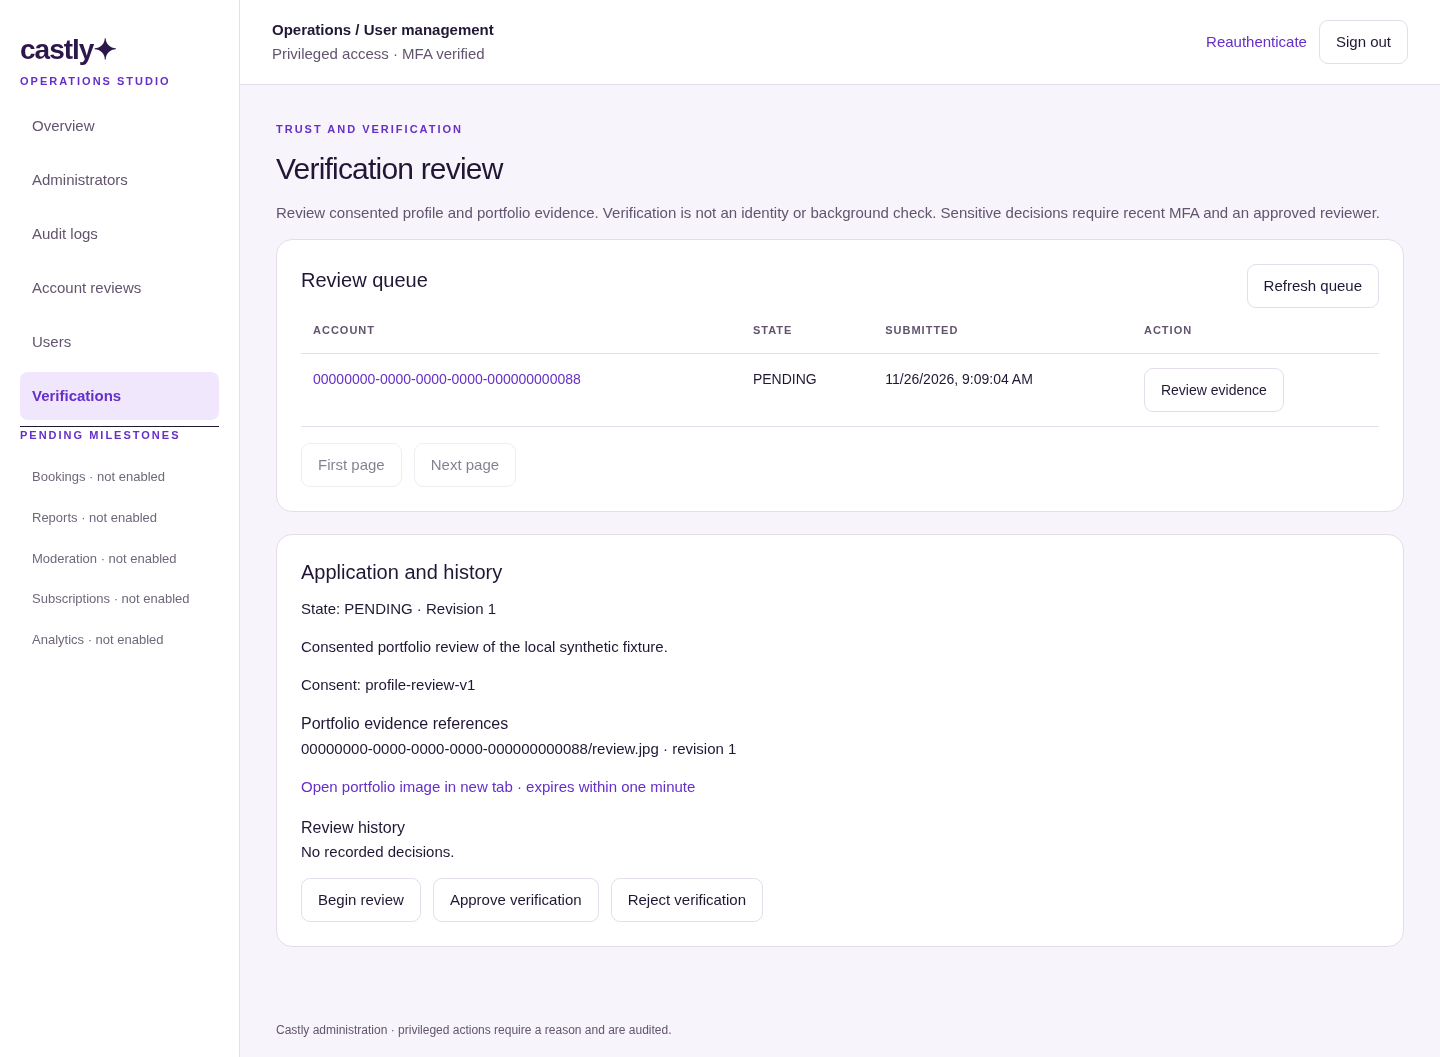 castly✦
OPERATIONS STUDIO
Overview
Administrators
Audit logs
Account reviews
Users
Verifications
PENDING MILESTONES
Bookings · not enabled
Reports · not enabled
Moderation · not enabled
Subscriptions · not enabled
Analytics · not enabled
Operations / User management
Privileged access · MFA verified
Reauthenticate
Sign out
TRUST AND VERIFICATION
Verification review
Review consented profile and portfolio evidence. Verification is not an identity or background check. Sensitive decisions require recent MFA and an approved reviewer.
Review queue
Refresh queue
ACCOUNT STATE SUBMITTED ACTION
00000000-0000-0000-0000-000000000088 PENDING 11/26/2026, 9:09:04 AM Review evidence
First page Next page
Application and history
State: PENDING · Revision 1
Consented portfolio review of the local synthetic fixture.
Consent: profile-review-v1
Portfolio evidence references
00000000-0000-0000-0000-000000000088/review.jpg · revision 1
Open portfolio image in new tab · expires within one minute
Review history
No recorded decisions.
Begin review Approve verification Reject verification
Castly administration · privileged actions require a reason and are audited.